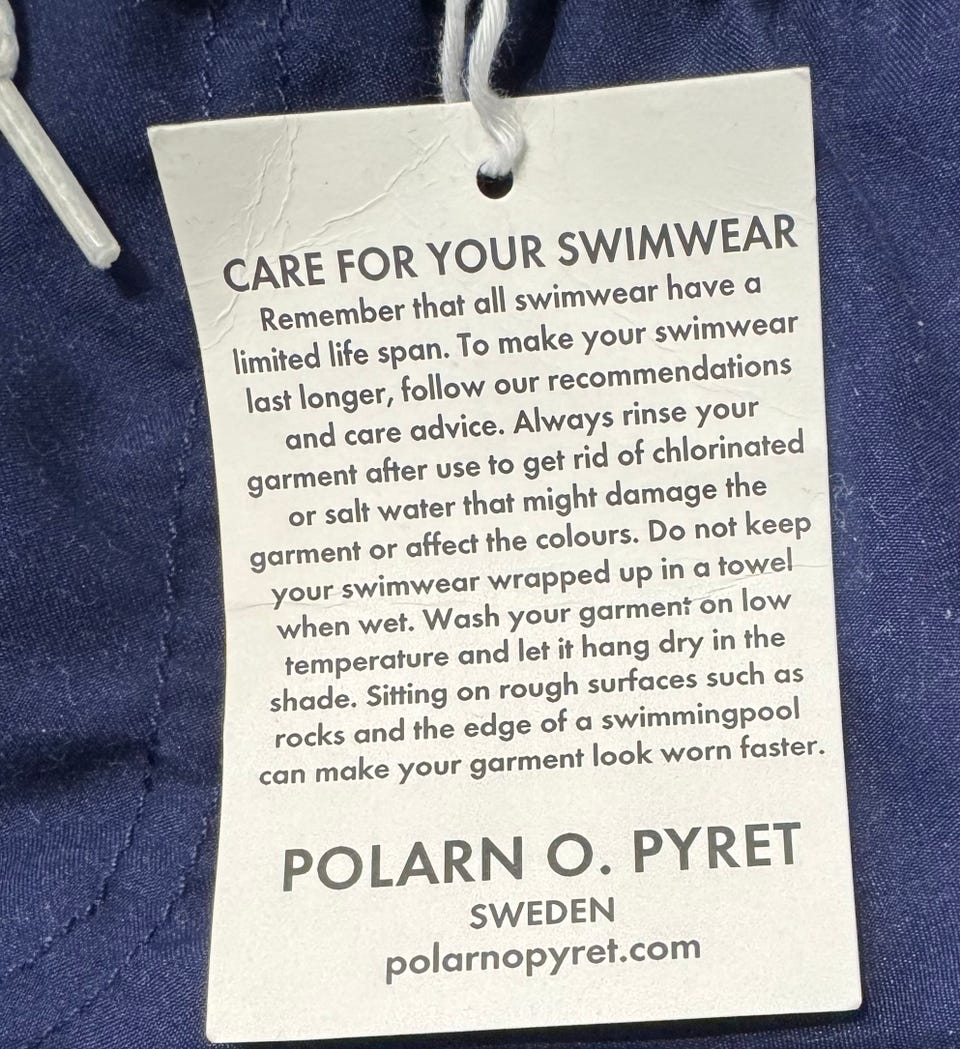 CARE FOR YOUR SWIMWEAR
Remember that all swimwear have a
limited life span. To make your swimwear
last longer, follow our recommendations
and care advice. Always rinse your
garment after use to get rid of chlorinated
or salt water that might damage the
garment or affect the colours. Do not keep
your swimwear wrapped up in a towel
when wet. Wash your garment on low
temperature and let it hang dry in the
shade. Sitting on rough surfaces such as
rocks and the edge of a swimmingpool
can make your garment look worn faster.
POLARN O. PYRET
SWEDEN
polarnopyret.com